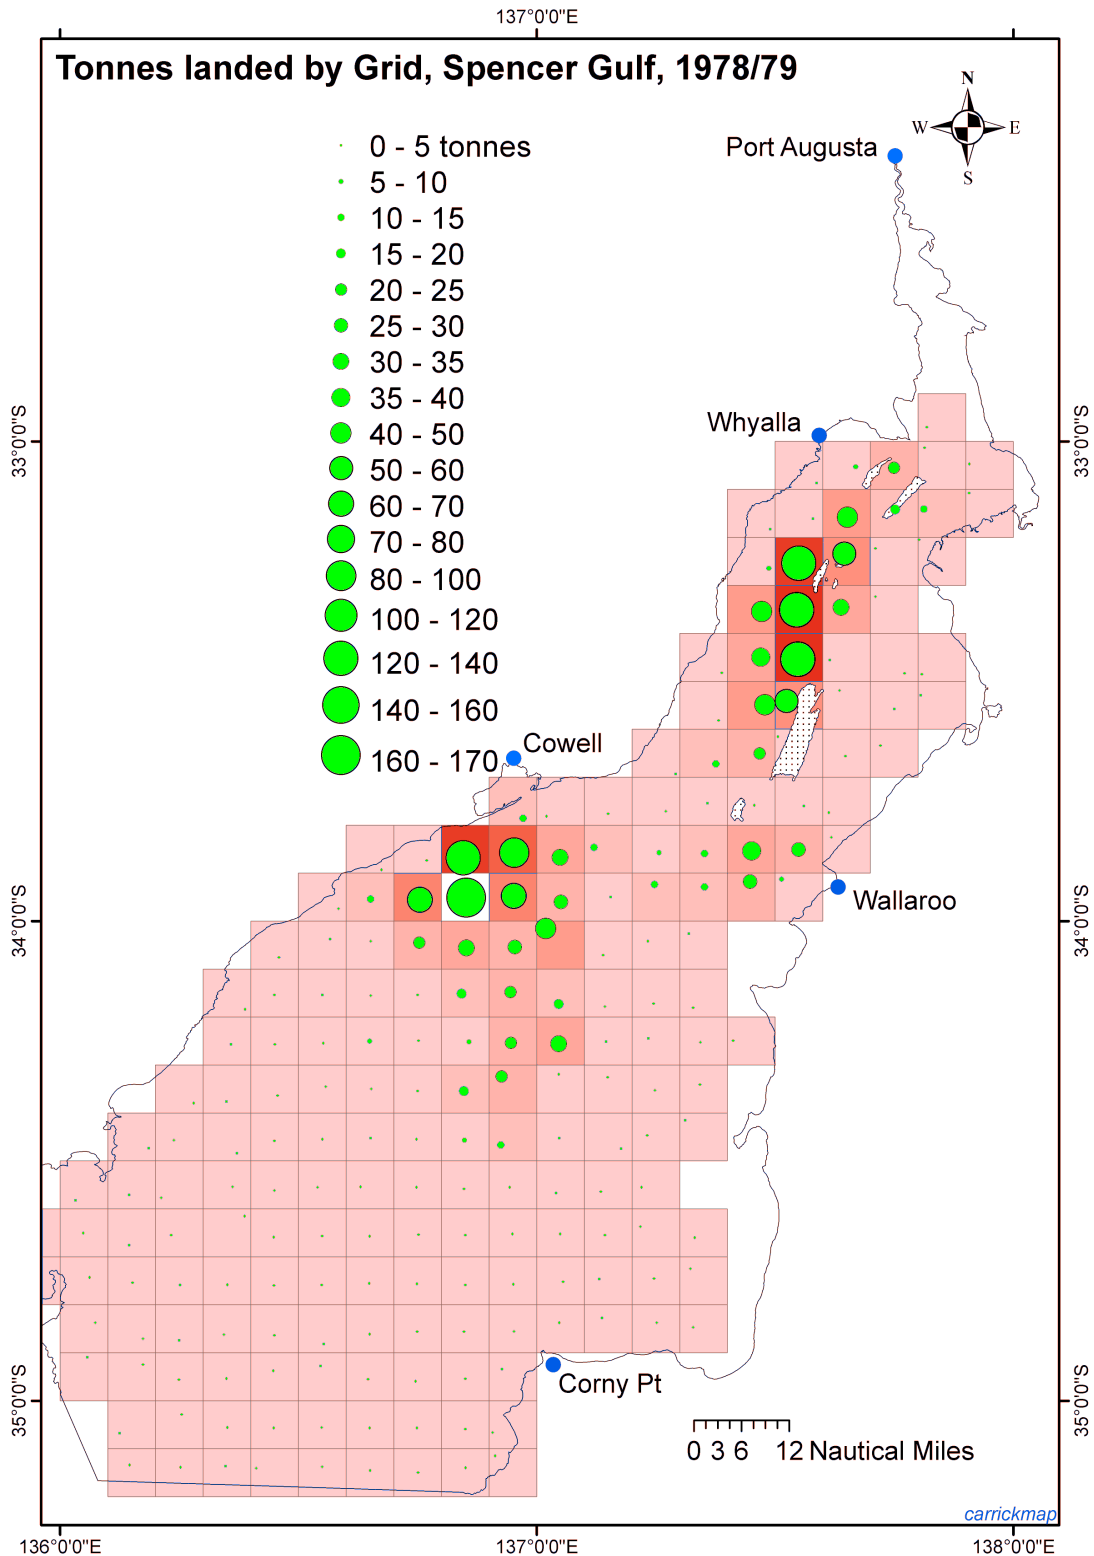 137°0'0"E
Tonnes landed by Grid, Spencer Gulf, 1978/79
N
W E
S
Port Augusta
0 - 5 tonnes
5 - 10
10 - 15
15 - 20
20 - 25
25 - 30
30 - 35
35 - 40
40 - 50
50 - 60
60 - 70
70 - 80
80 - 100
100 - 120
120 - 140
140 - 160
160 - 170
Whyalla
33°0'0"S
33°0'0"S
Cowell
Wallaroo
34°0'0"S
34°0'0"S
Corny Pt
35°0'0"S
35°0'0"S
0 3 6 12 Nautical Miles
carrickmap
136°0'0"E
137°0'0"E
138°0'0"E